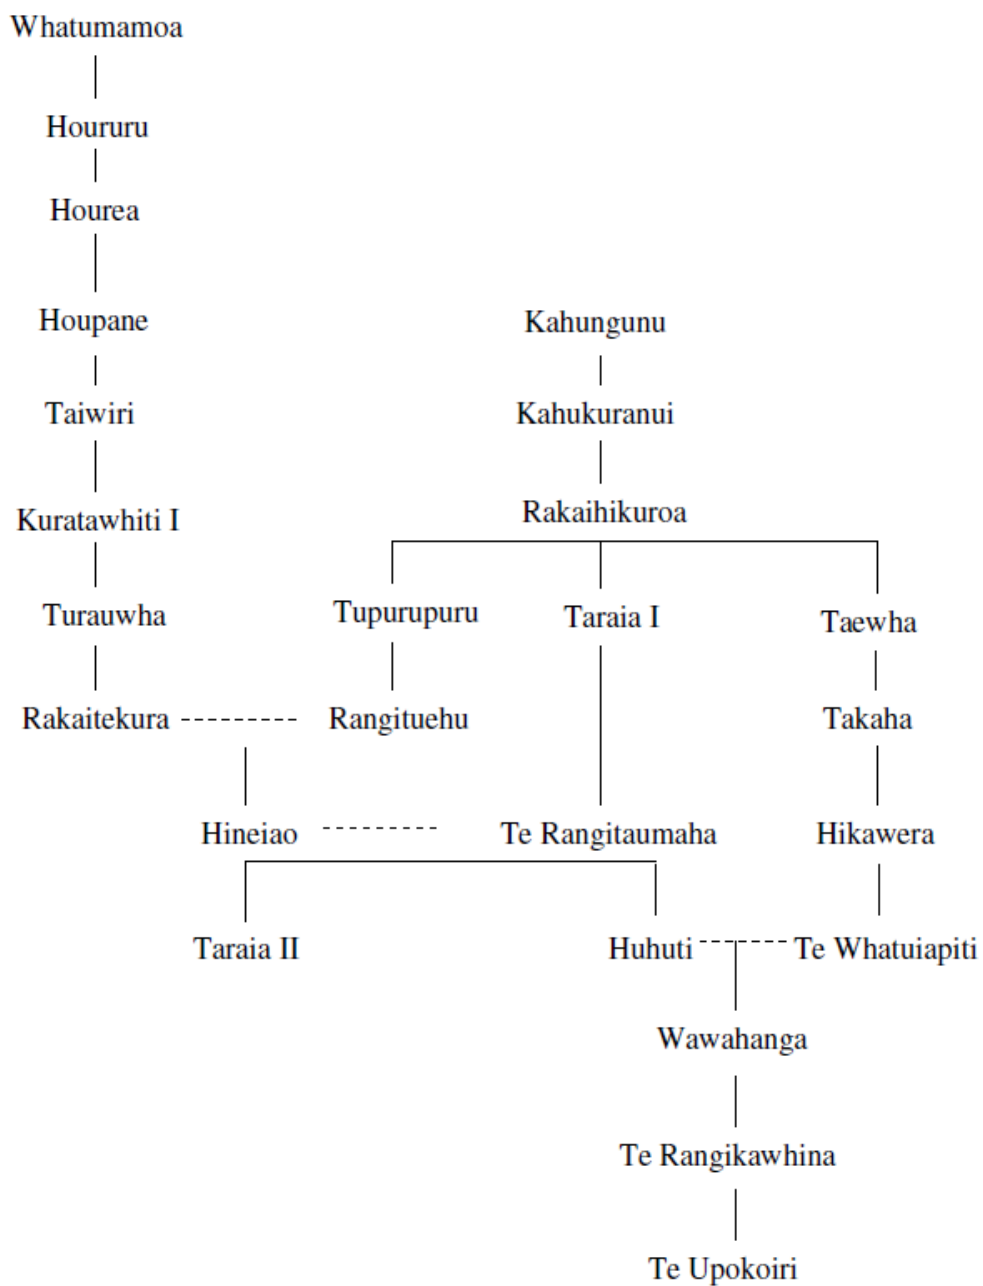 Whatumamoa
Houruru
Hourea
Houpane Kahungunu
Taiwiri Kahukuranui
Kuratawhiti I Rakaihikuroa
Turauwha Tupurupuru Taraia I Taewha
Rakaitekura Rangituehu Takaha
Hineiao Te Rangitaumaha Hikawera
Taraia II Huhuti Te Whatuiapiti
Wawahanga
Te Rangikawhina
Te Upokoiri